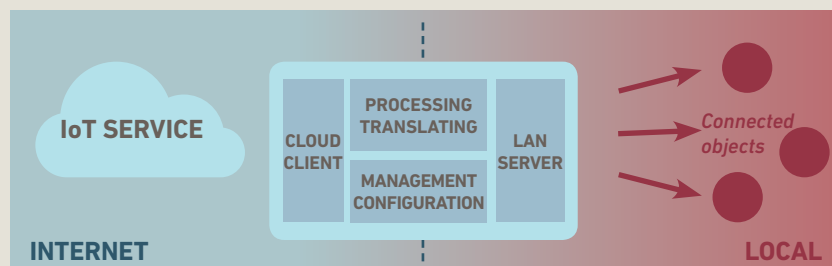 IoT SERVICE
CLOUD
CLIENT
PROCESSING
TRANSLATING
MANAGEMENT
CONFIGURATION
LAN
SERVER
Connected
objects
INTERNET
LOCAL